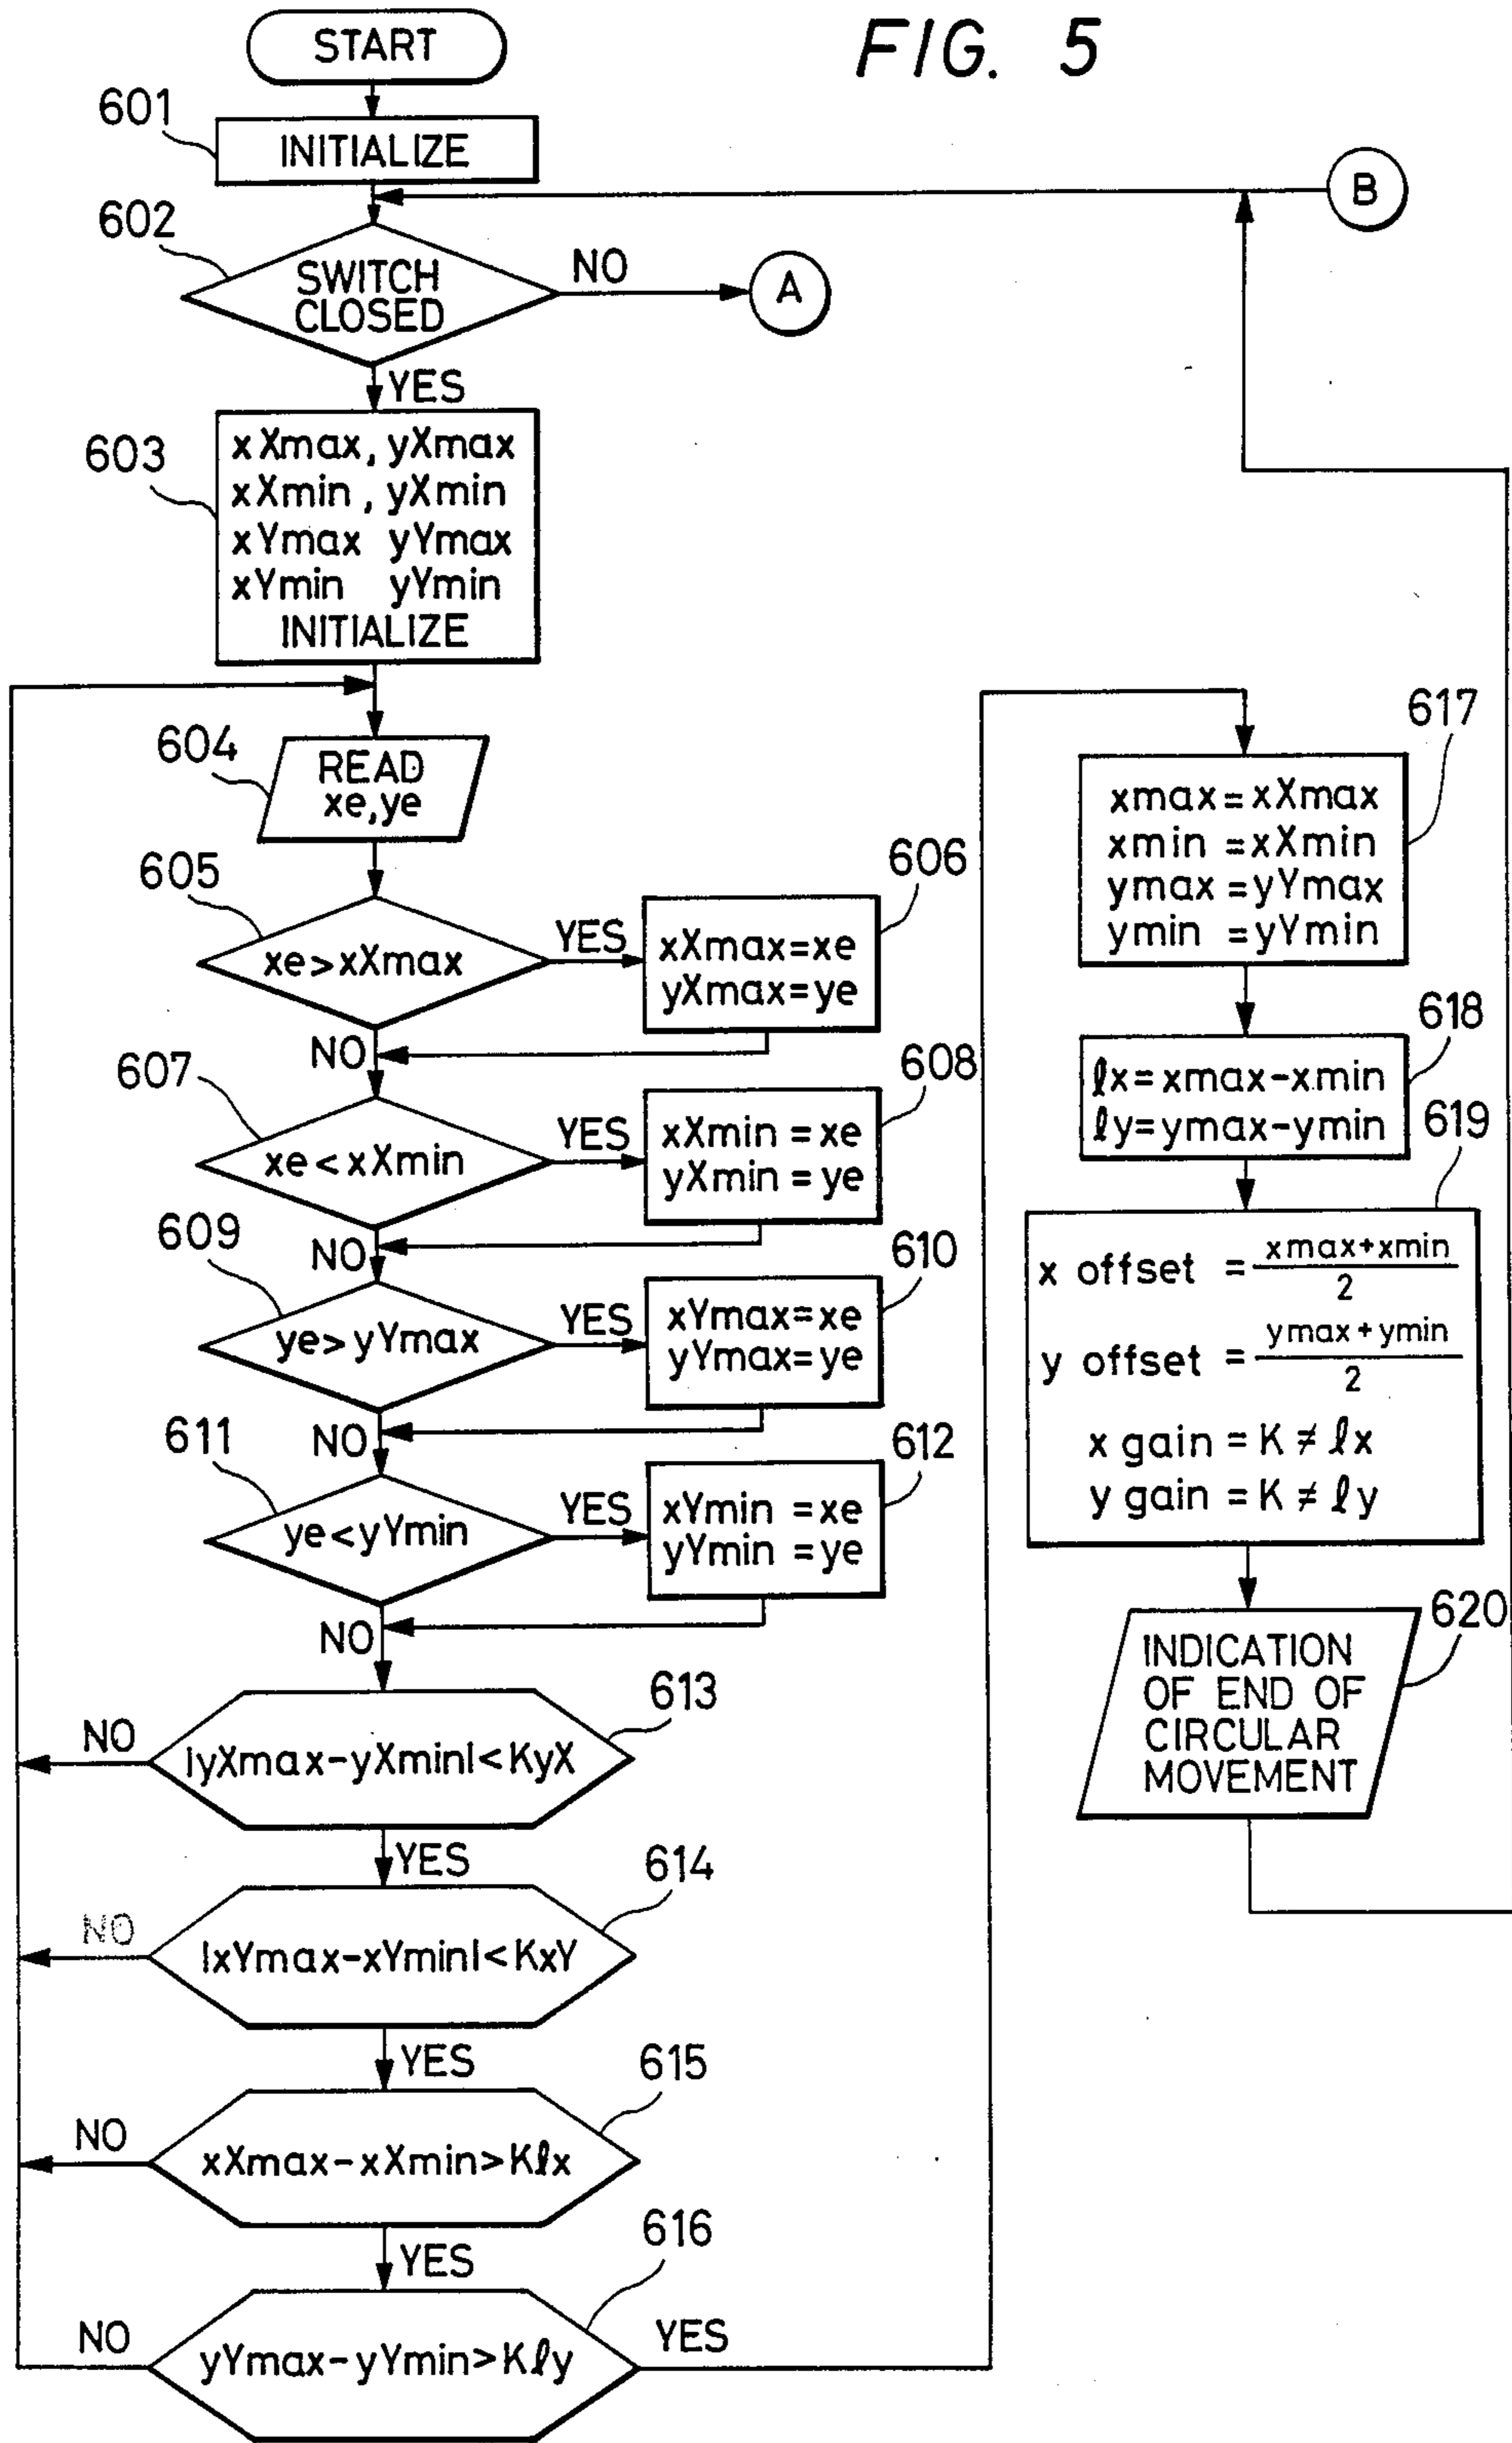 FIG. 5
START
601
INITIALIZE
B
602
SWITCH
CLOSED
NO
A
YES
603
xXmax, yXmax
xXmin, yXmin
xYmax yYmax
xYmin yYmin
INITIALIZE
604
READ
xe,ye
605
xe>xXmax
YES
606
xXmax=xe
yXmax=ye
NO
607
xe<xXmin
YES
608
xXmin=xe
yXmin=ye
NO
609
ye>yYmax
YES
610
xYmax=xe
yYmax=ye
NO
611
ye<yYmin
YES
612
xYmin=xe
yYmin=ye
NO
613
|yXmax-yXmin|<KyX
NO
YES
614
|xYmax-xYmin|<KxY
NO
YES
615
xXmax-xXmin>Kℓx
NO
YES
616
yYmax-yYmin>Kℓy
NO
YES
617
xmax=xXmax
xmin=xXmin
ymax=yYmax
ymin=yYmin
618
ℓx=xmax-xmin
ℓy=ymax-ymin
619
x offset = xmax+xmin / 2
y offset = ymax+ymin / 2
x gain = K ≠ ℓx
y gain = K ≠ ℓy
620
INDICATION
OF END OF
CIRCULAR
MOVEMENT